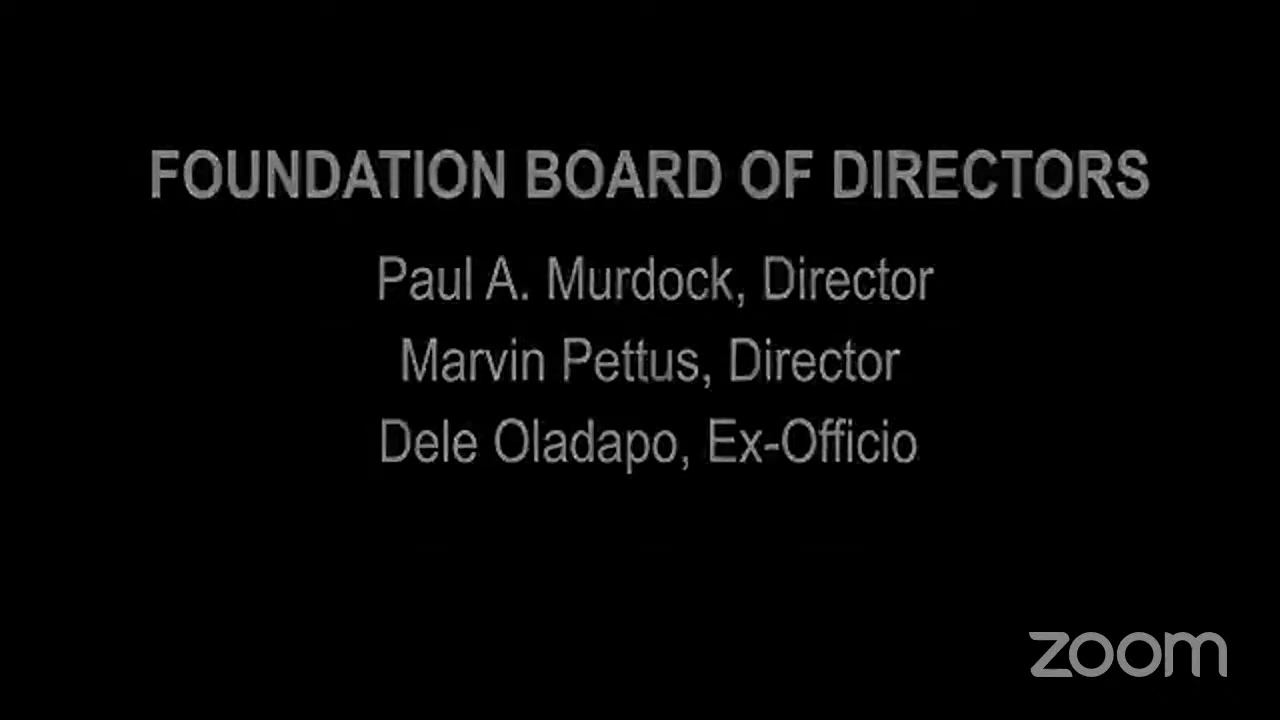 FOUNDATION BOARD OF DIRECTORS
Paul A. Murdock, Director
Marvin Pettus, Director
Dele Oladapo, Ex-Officio
zoom